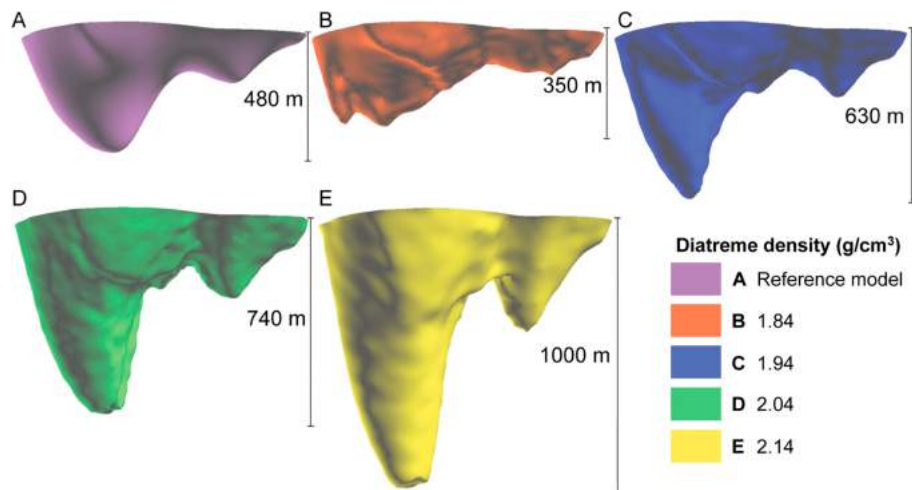 A
480 m
B
350 m
C
630 m
D
740 m
E
1000 m
Diatreme density (g/cm³)
A Reference model
B 1.84
C 1.94
D 2.04
E 2.14